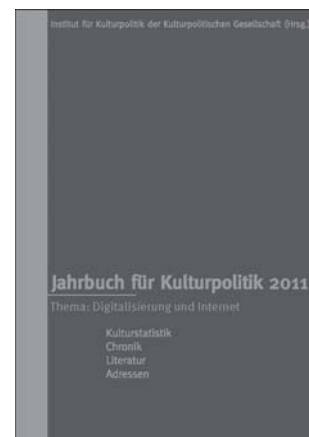 Institut für Kulturpolitik der Kulturpolitischen Gesellschaft (Hrsg.)
Jahrbuch für Kulturpolitik 2011
Thema: Digitalisierung und Internet
Kulturstatistik
Chronik
Literatur
Adressen